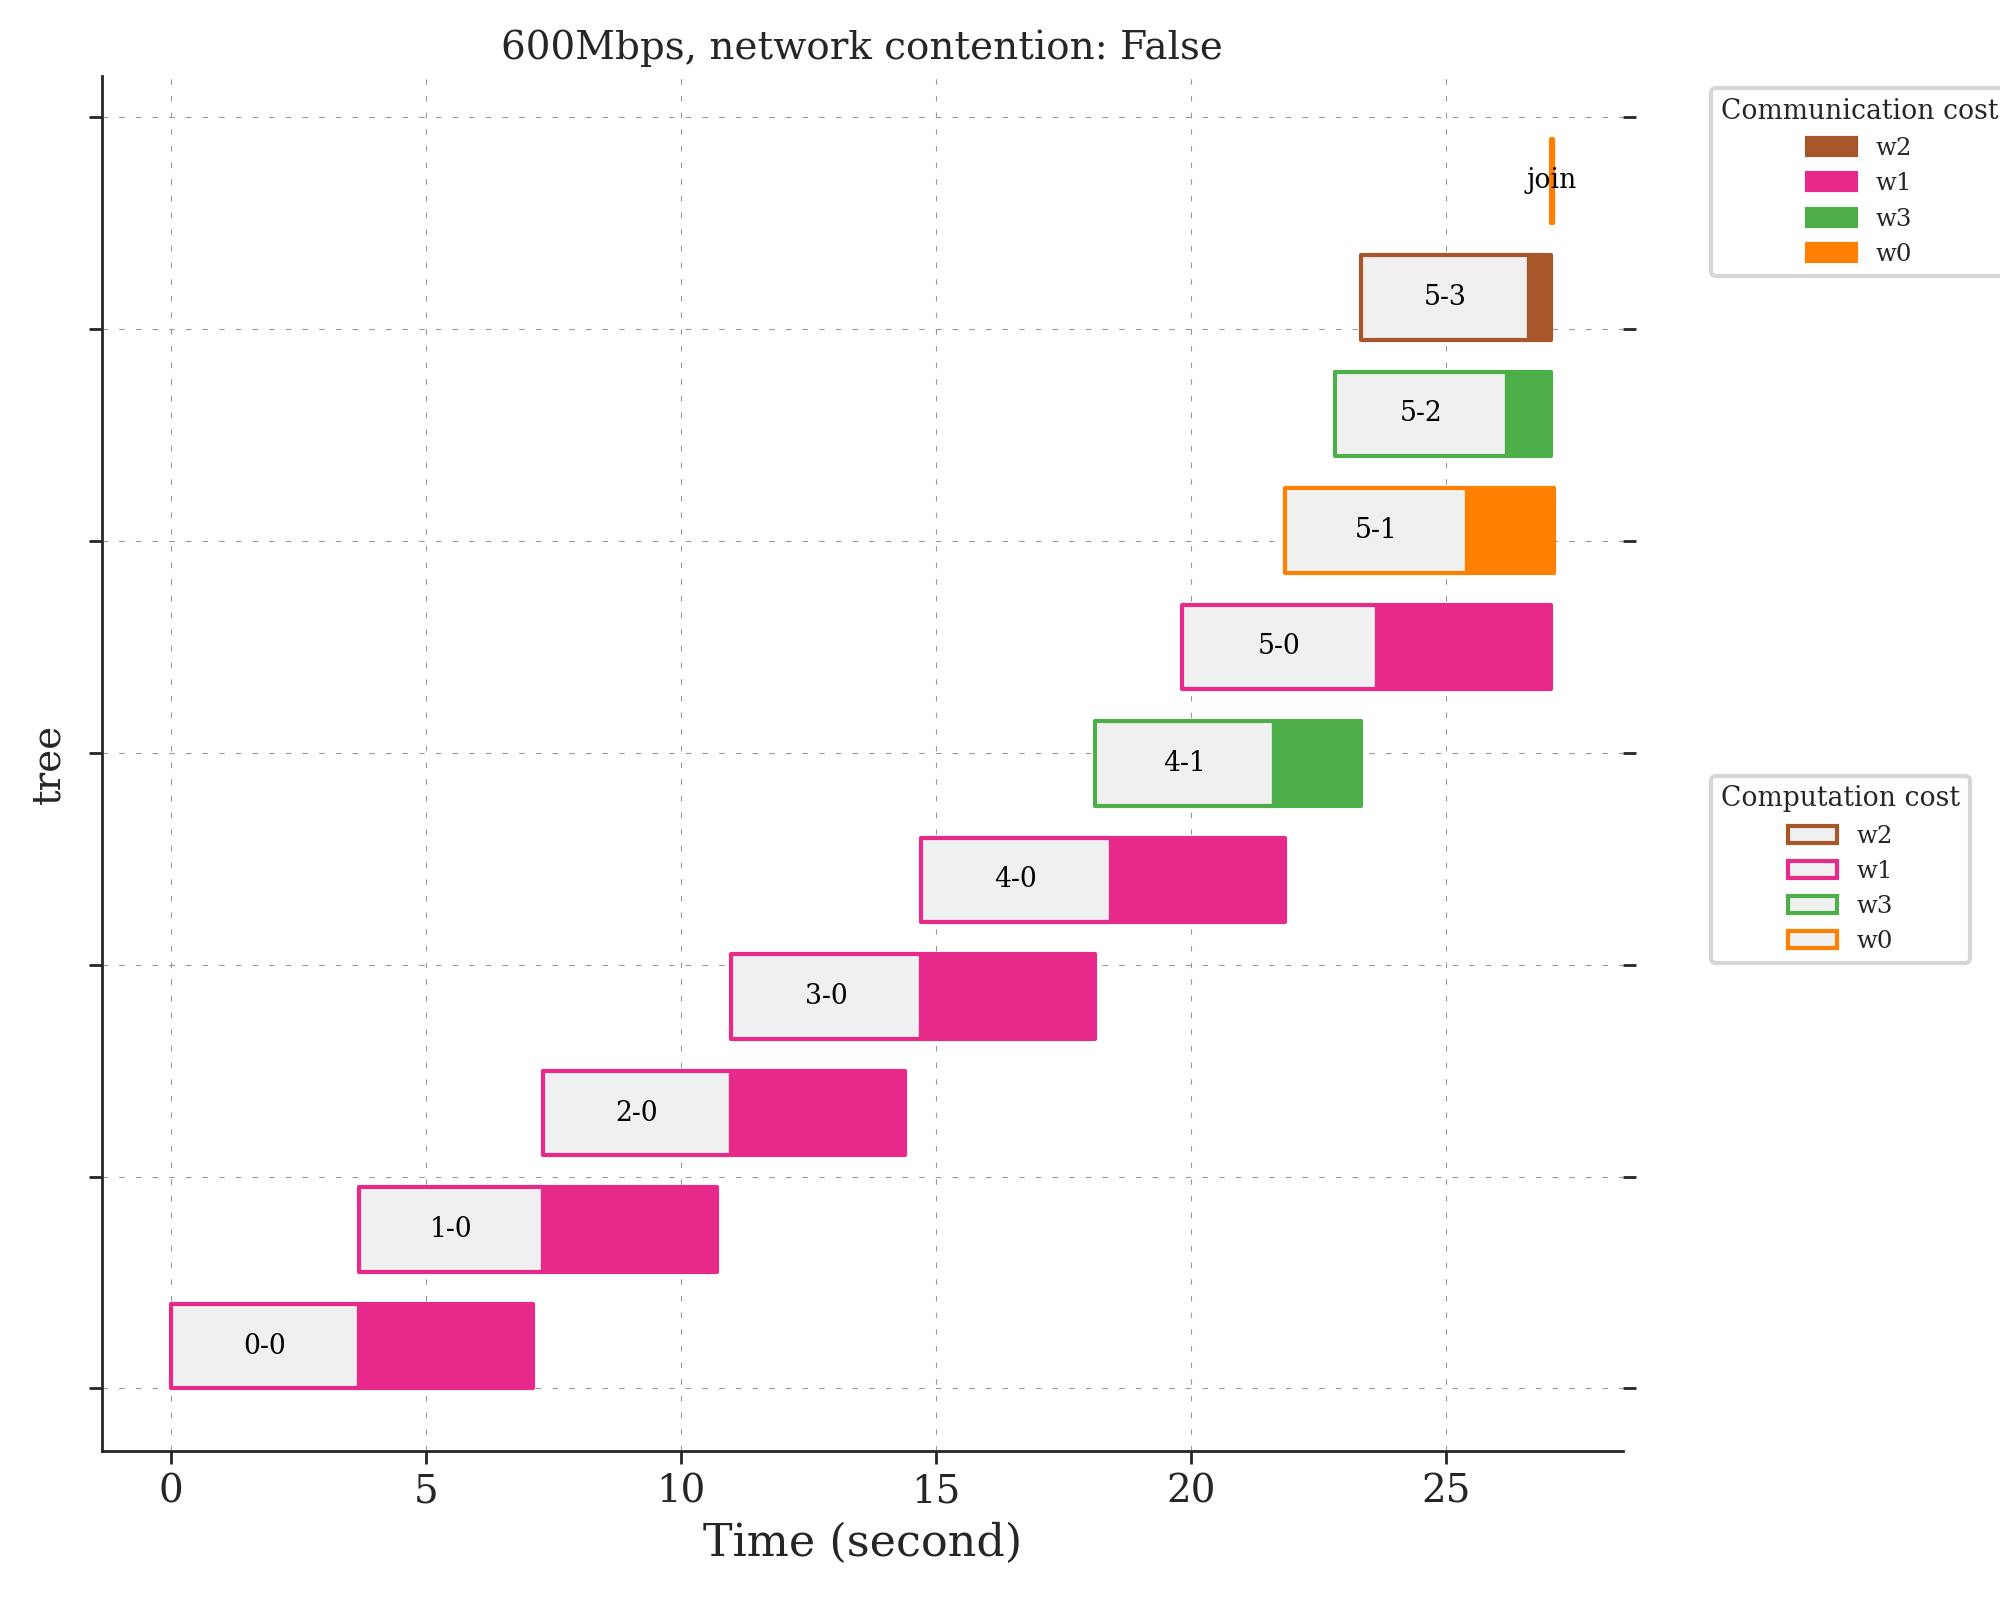 600Mbps, network contention: False
Communication cost
w2
w1
w3
w0
join
5-3
5-2
5-1
5-0
4-1
4-0
3-0
2-0
1-0
0-0
tree
Computation cost
w2
w1
w3
w0
0 5 10 15 20 25
Time (second)